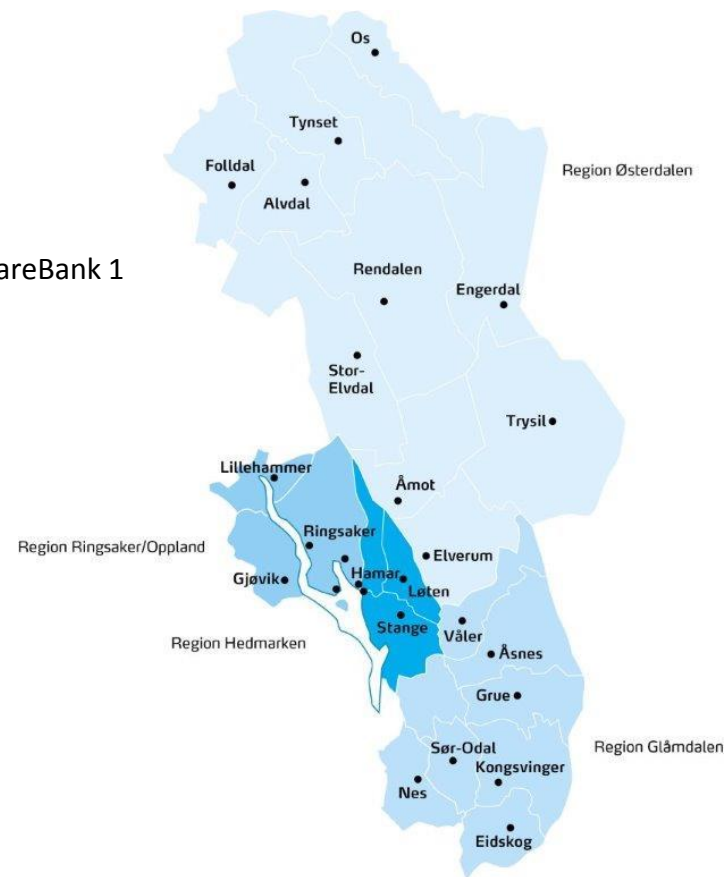 Os
Tynset
Folldal
Alvdal
Region Østerdalen
areBank 1
Rendalen
Engerdal
Stor-
Elvdal
Trysil
Lillehammer
Åmot
Ringsaker
Region Ringsaker/Oppland
Elverum
Gjøvik
Hamar
Løten
Stange
Våler
Region Hedmarken
Åsnes
Grue
Sør-Odal
Region Glåmdalen
Kongsvinger
Nes
Eidskog